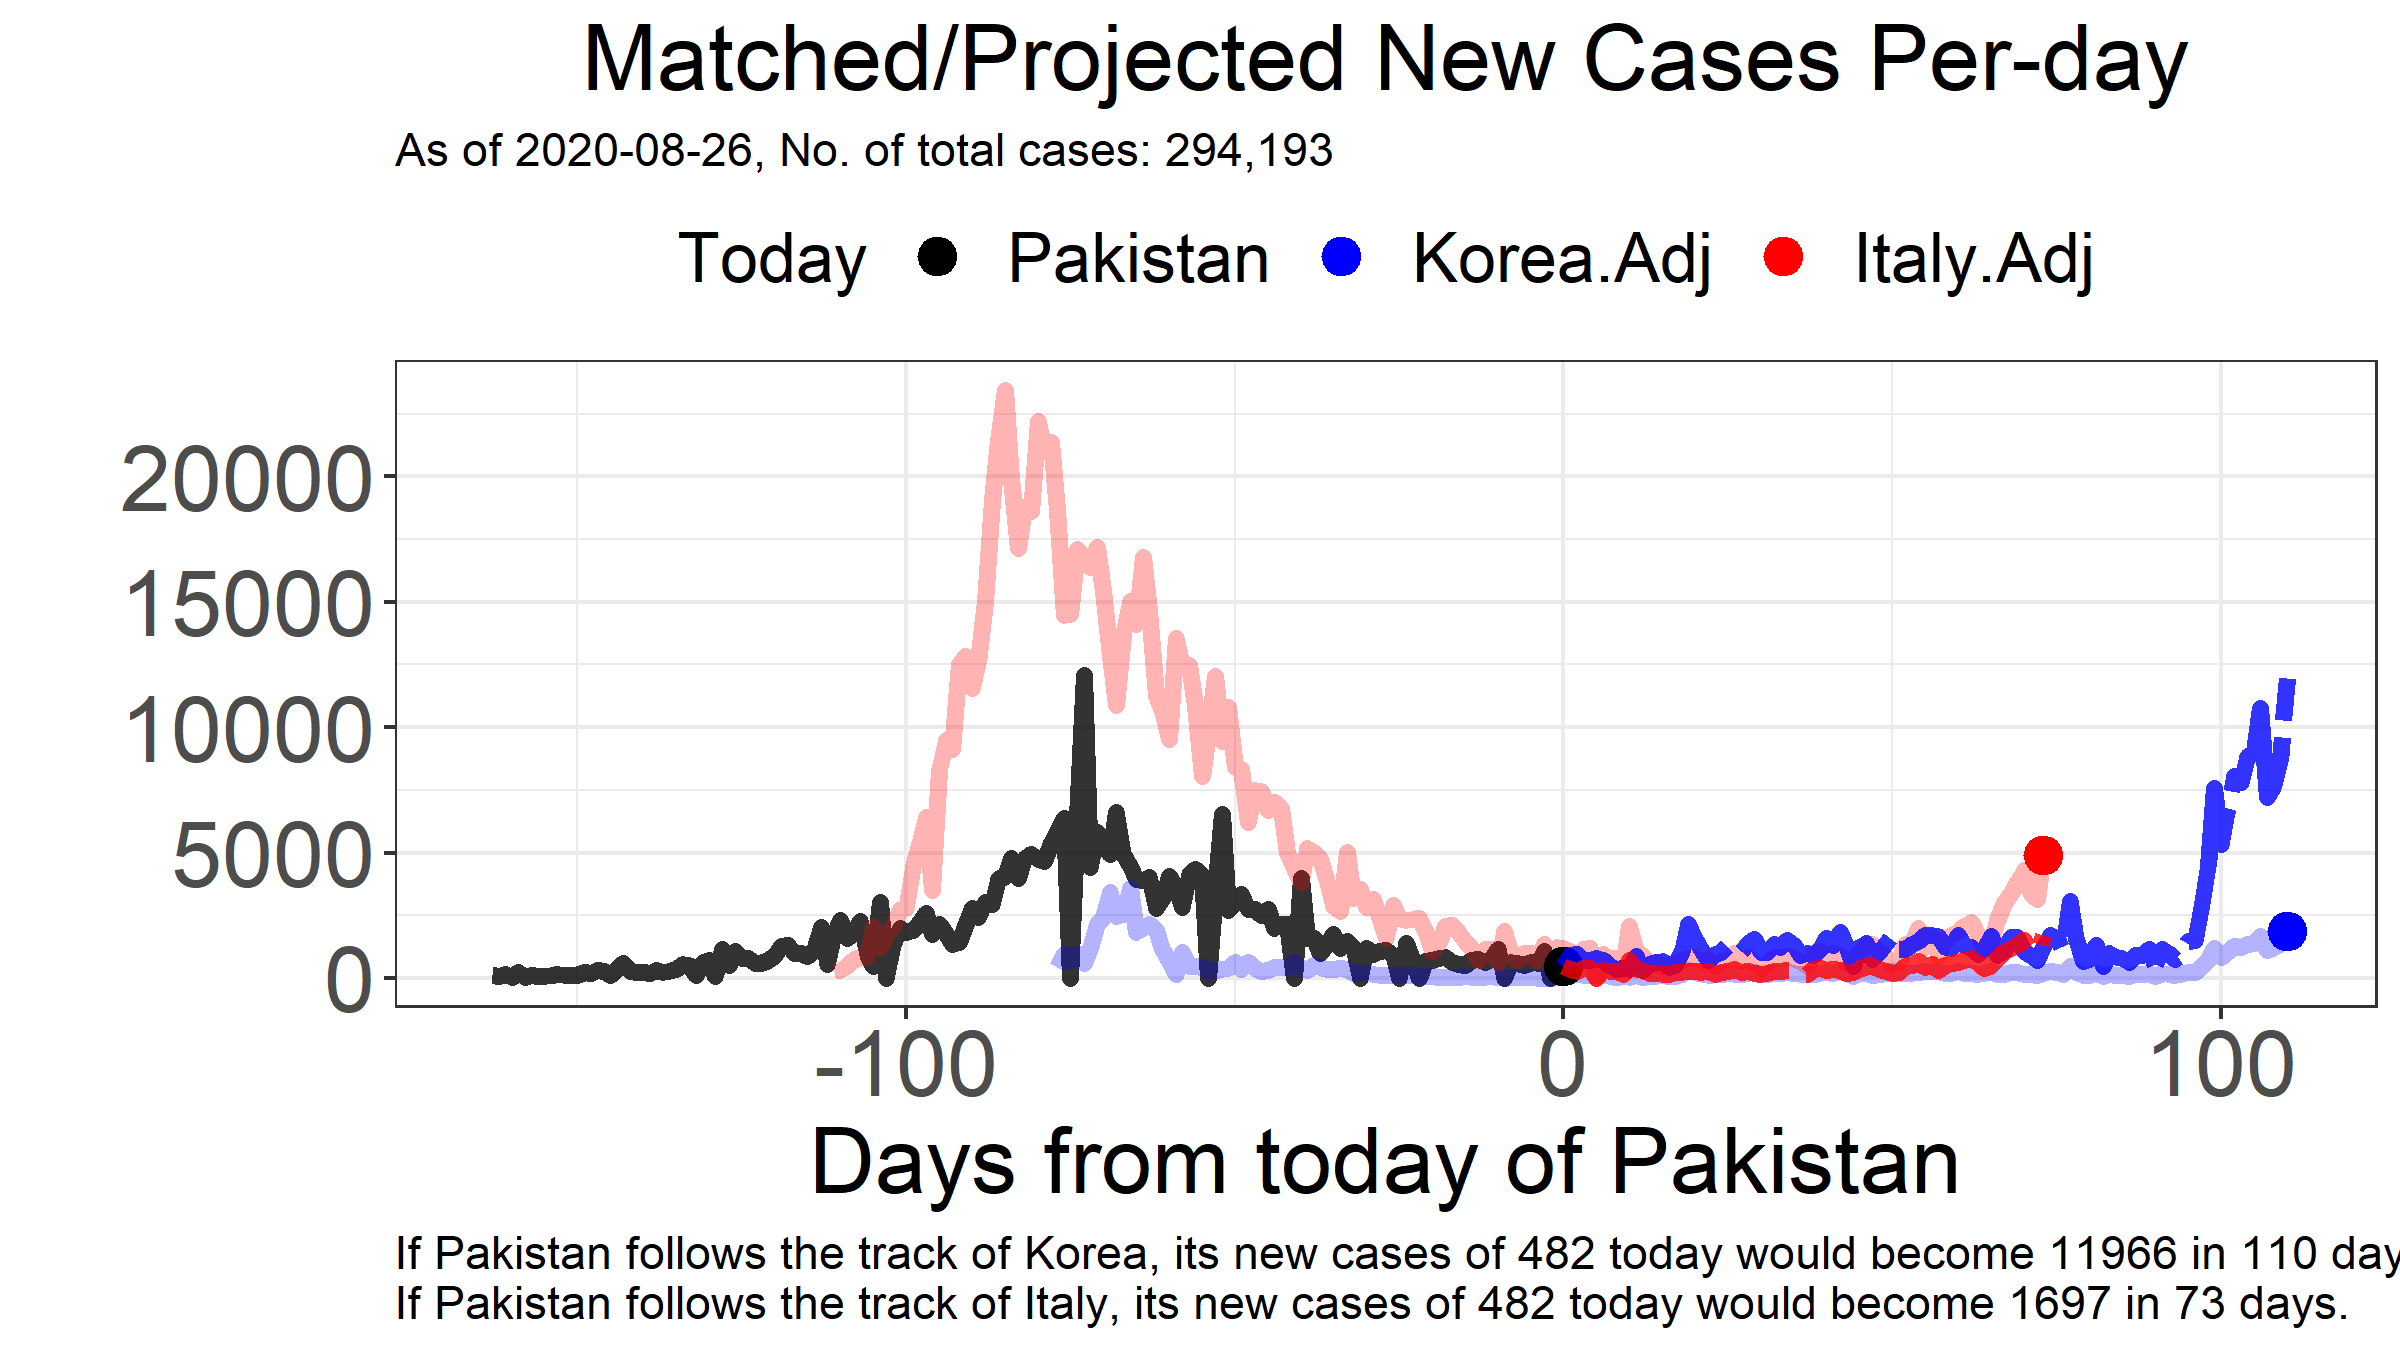 Matched/Projected New Cases Per-day
As of 2020-08-26, No. of total cases: 294,193
Today Pakistan Korea.Adj Italy.Adj
20000
15000
10000
5000
0
-100 0 100
Days from today of Pakistan
If Pakistan follows the track of Korea, its new cases of 482 today would become 11966 in 110 day
If Pakistan follows the track of Italy, its new cases of 482 today would become 1697 in 73 days.